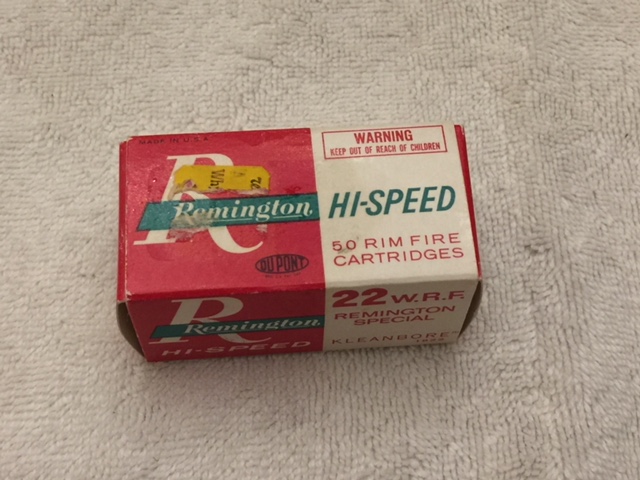 MADE IN U.S.A.
WARNING
KEEP OUT OF REACH OF CHILDREN
R
Remington
HI-SPEED
DU PONT
50 RIM FIRE
CARTRIDGES
R
Remington
HI-SPEED
22 W.R.F.
REMINGTON
SPECIAL
KLEANBORE